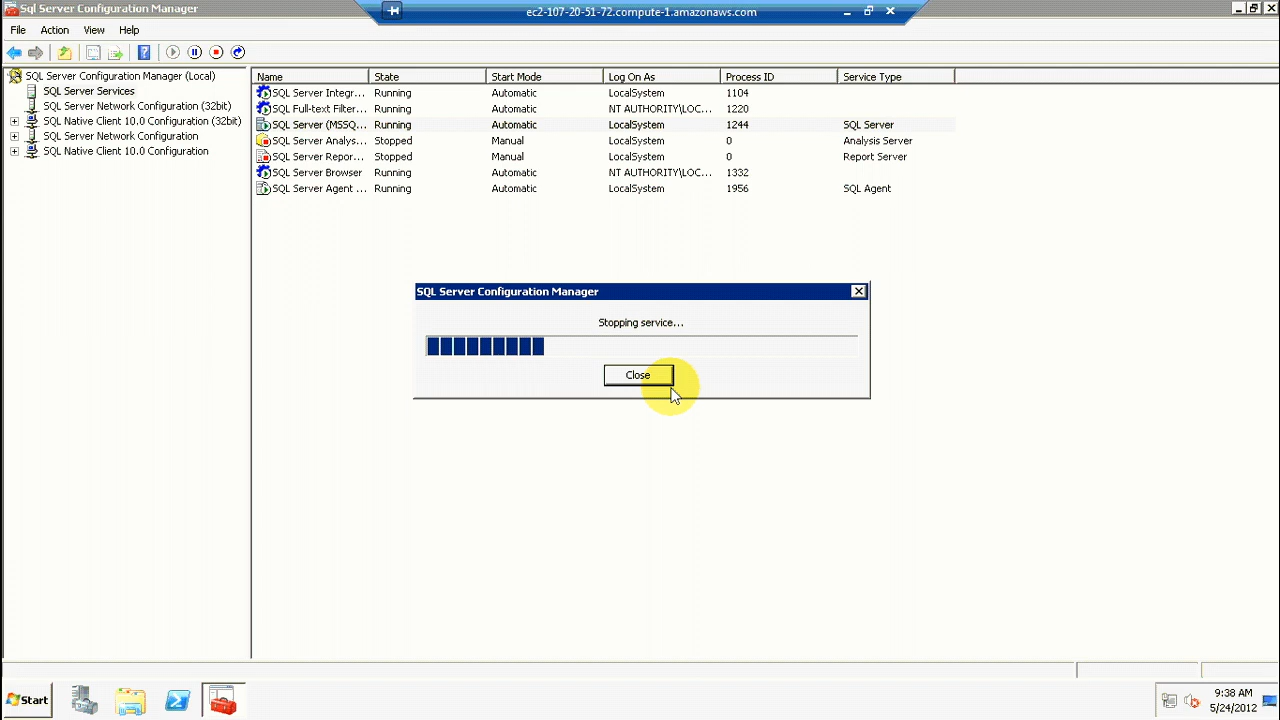 Sql Server Configuration Manager
ec2-107-20-51-72.compute-1.amazonaws.com
File Action View Help
SQL Server Configuration Manager (Local)
SQL Server Services
SQL Server Network Configuration (32bit)
SQL Native Client 10.0 Configuration (32bit)
SQL Server Network Configuration
SQL Native Client 10.0 Configuration
Name State Start Mode Log On As Process ID Service Type
SQL Server Integr... Running Automatic LocalSystem 1104
SQL Full-text Filter... Running Automatic NT AUTHORITY\LOC... 1220
SQL Server (MSSQ... Running Automatic LocalSystem 1244 SQL Server
SQL Server Analys... Stopped Manual LocalSystem 0 Analysis Server
SQL Server Repor... Stopped Manual LocalSystem 0 Report Server
SQL Server Browser Running Automatic NT AUTHORITY\LOC... 1332
SQL Server Agent ... Running Automatic LocalSystem 1956 SQL Agent
SQL Server Configuration Manager
Stopping service...
Close
Start
9:38 AM
5/24/2012